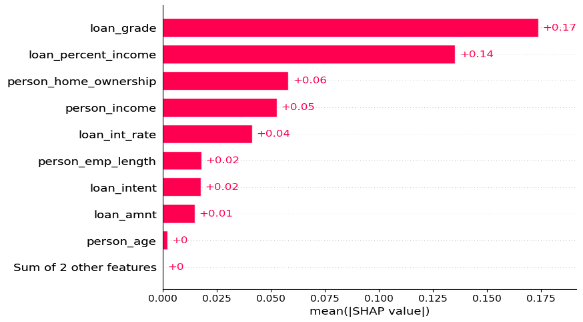 loan_grade +0.17
loan_percent_income +0.14
person_home_ownership +0.06
person_income +0.05
loan_int_rate +0.04
person_emp_length +0.02
loan_intent +0.02
loan_amnt +0.01
person_age +0
Sum of 2 other features +0
0.000 0.025 0.050 0.075 0.100 0.125 0.150 0.175
mean(|SHAP value|)